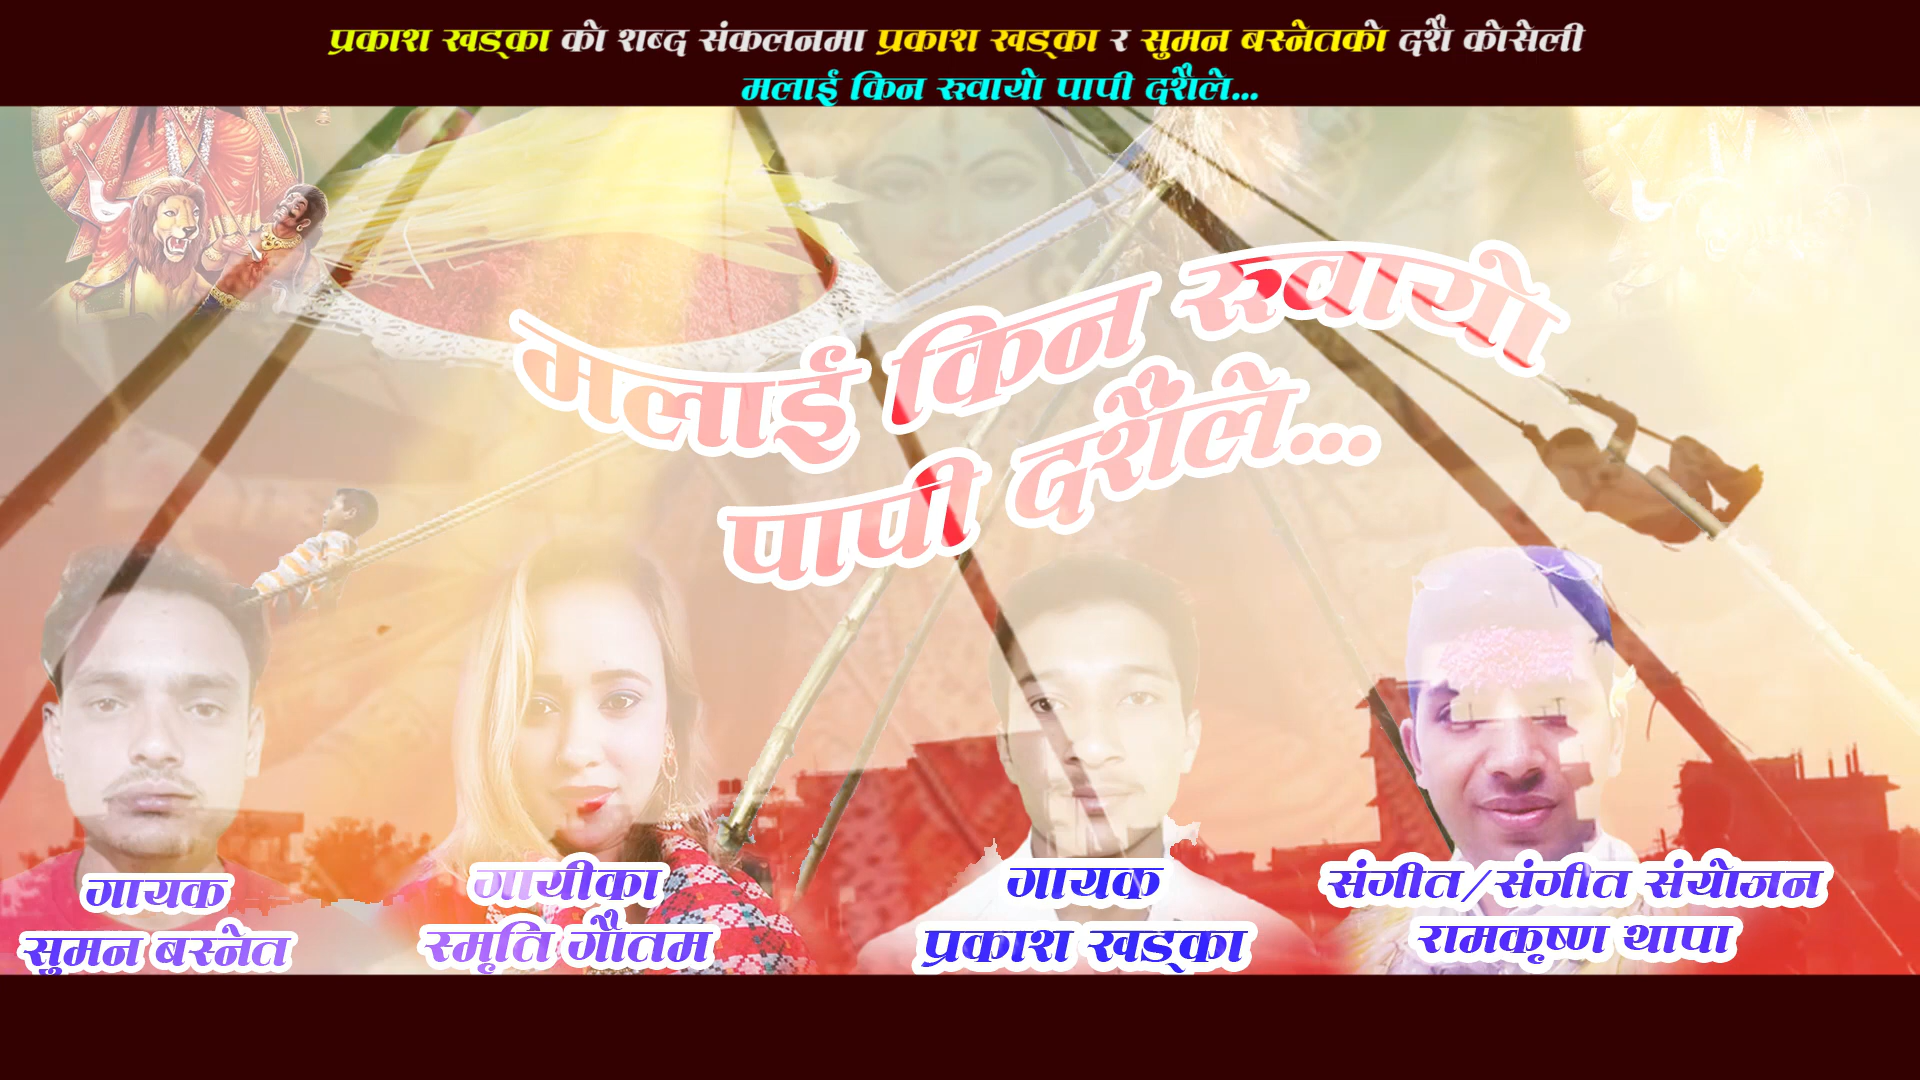 प्रकाश खड्का को शब्द संकलनमा प्रकाश खड्का र सुमन बस्नेतको दशै कोसेली
मलाई किन रुवायो पापी दशैले...
मलाई किन रुवायो
पापी दशैले...
गायक
सुमन बस्नेत
गायीका
स्मृति गौतम
गायक
प्रकाश खड्का
संगीत/संगीत संयोजन
रामकृष्ण थापा